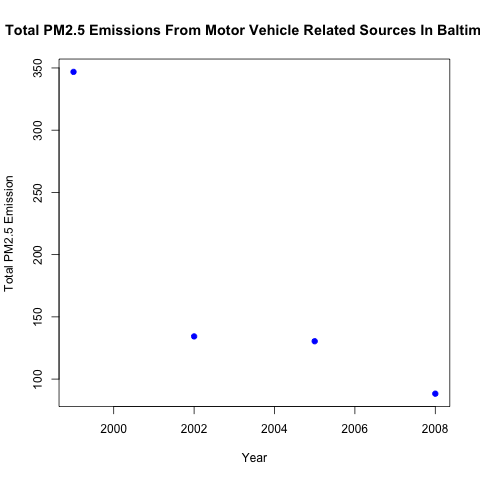 Total PM2.5 Emissions From Motor Vehicle Related Sources In Baltim
Total PM2.5 Emission
350
300
250
200
150
100
2000 2002 2004 2006 2008
Year